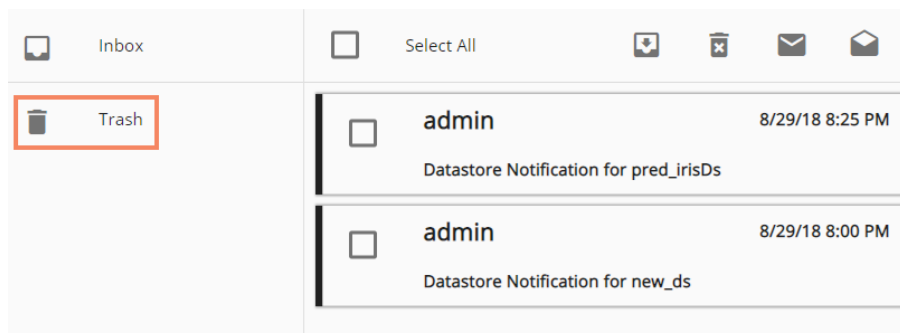 Inbox
Select All
Trash
admin
8/29/18 8:25 PM
Datastore Notification for pred_irisDs
admin
8/29/18 8:00 PM
Datastore Notification for new_ds